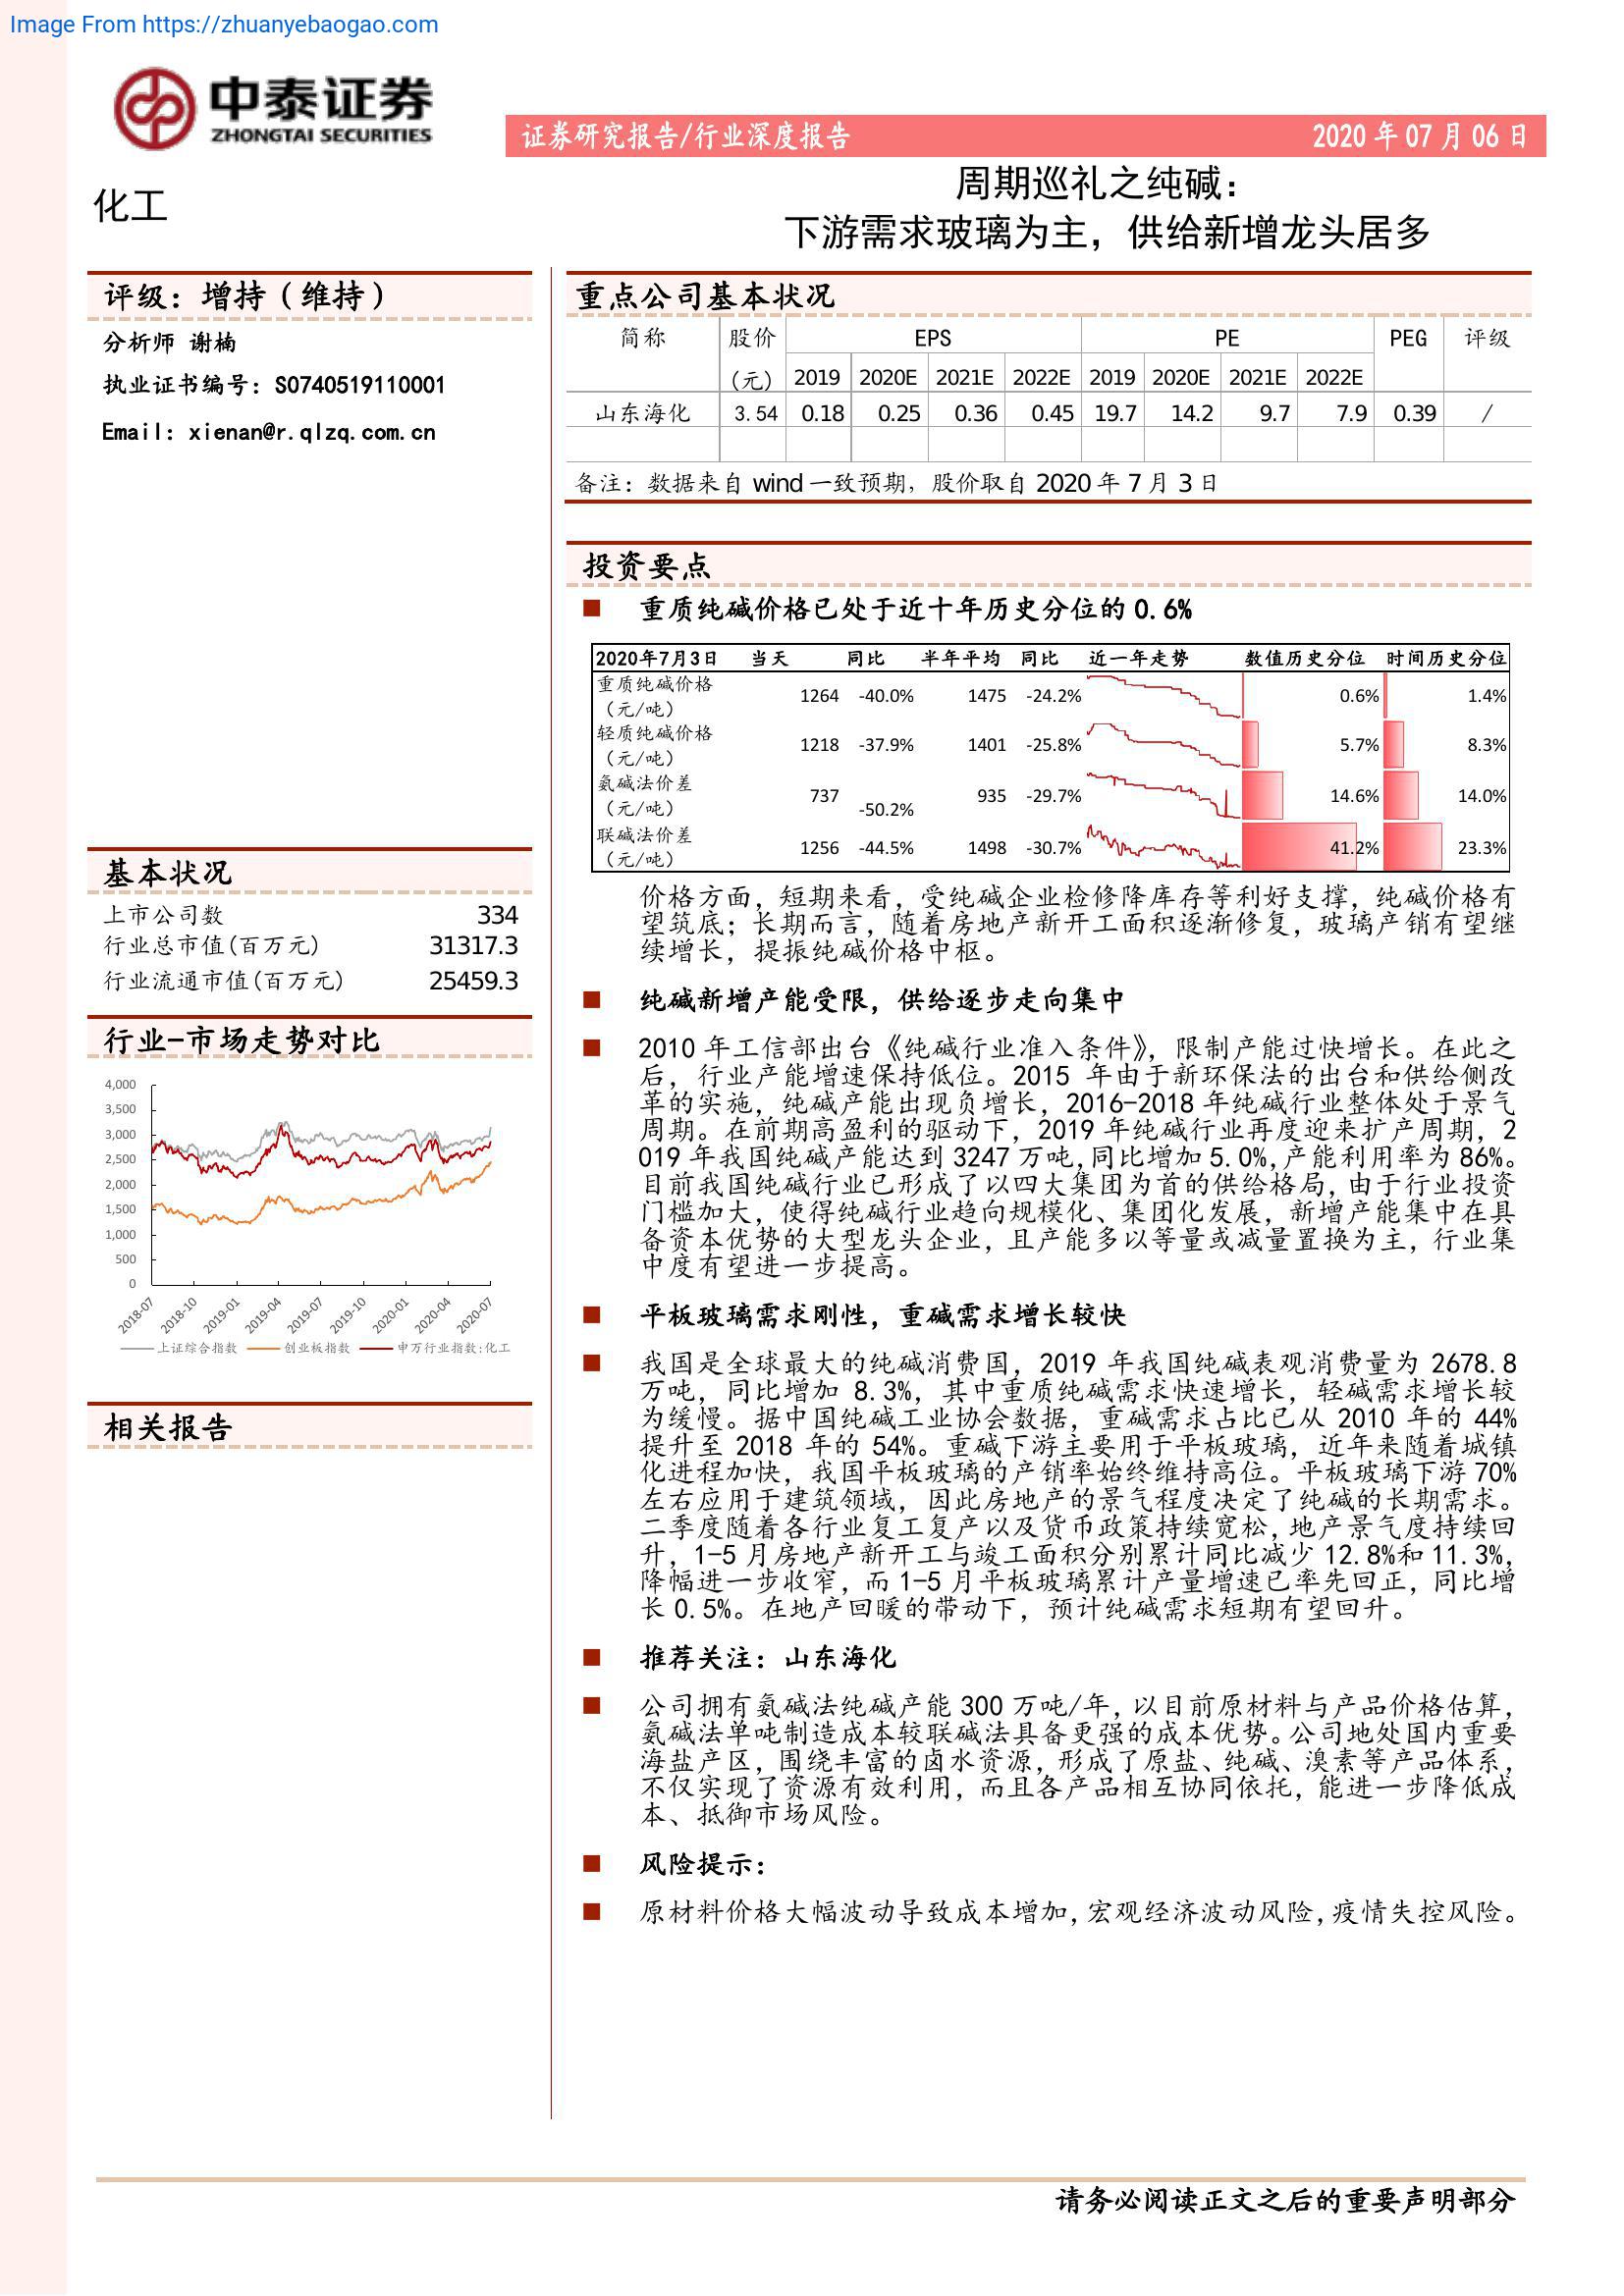 Image From https://zhuanyebaogao.com
中泰证券
ZHONGTAI SECURITIES
证券研究报告/行业深度报告 2020 年 07 月 06 日
化工
周期巡礼之纯碱：
下游需求玻璃为主，供给新增龙头居多
评级：增持（维持）
分析师 谢楠
执业证书编号：S0740519110001
Email：xienan@r.qlzq.com.cn
基本状况
上市公司数 334
行业总市值(百万元) 31317.3
行业流通市值(百万元) 25459.3
行业-市场走势对比
4,000
3,500
3,000
2,500
2,000
1,500
1,000
500
0
2018-07 2018-10 2019-01 2019-04 2019-07 2019-10 2020-01 2020-04 2020-07
上证综合指数 创业板指数 申万行业指数:化工
相关报告
重点公司基本状况
简称 股价 EPS PE PEG 评级
(元) 2019 2020E 2021E 2022E 2019 2020E 2021E 2022E
山东海化 3.54 0.18 0.25 0.36 0.45 19.7 14.2 9.7 7.9 0.39 /
备注：数据来自 wind 一致预期，股价取自 2020 年 7 月 3 日
投资要点
重质纯碱价格已处于近十年历史分位的 0.6%
2020年7月3日 当天 同比 半年平均 同比 近一年走势 数值历史分位 时间历史分位
重质纯碱价格
（元/吨） 1264 -40.0% 1475 -24.2% 0.6% 1.4%
轻质纯碱价格
（元/吨） 1218 -37.9% 1401 -25.8% 5.7% 8.3%
氨碱法价差
（元/吨） 737 -50.2% 935 -29.7% 14.6% 14.0%
联碱法价差
（元/吨） 1256 -44.5% 1498 -30.7% 41.2% 23.3%
价格方面，短期来看，受纯碱企业检修降库存等利好支撑，纯碱价格有
望筑底；长期而言，随着房地产新开工面积逐渐修复，玻璃产销有望继
续增长，提振纯碱价格中枢。
纯碱新增产能受限，供给逐步走向集中
2010 年工信部出台《纯碱行业准入条件》，限制产能过快增长。在此之
后，行业产能增速保持低位。2015 年由于新环保法的出台和供给侧改
革的实施，纯碱产能出现负增长，2016-2018 年纯碱行业整体处于景气
周期。在前期高盈利的驱动下，2019 年纯碱行业再度迎来扩产周期，2
019 年我国纯碱产能达到 3247 万吨,同比增加 5.0%,产能利用率为 86%。
目前我国纯碱行业已形成了以四大集团为首的供给格局,由于行业投资
门槛加大，使得纯碱行业趋向规模化、集团化发展，新增产能集中在具
备资本优势的大型龙头企业，且产能多以等量或减量置换为主，行业集
中度有望进一步提高。
平板玻璃需求刚性，重碱需求增长较快
我国是全球最大的纯碱消费国，2019 年我国纯碱表观消费量为 2678.8
万吨，同比增加 8.3%，其中重质纯碱需求快速增长，轻碱需求增长较
为缓慢。据中国纯碱工业协会数据，重碱需求占比已从 2010 年的 44%
提升至 2018 年的 54%。重碱下游主要用于平板玻璃，近年来随着城镇
化进程加快，我国平板玻璃的产销率始终维持高位。平板玻璃下游 70%
左右应用于建筑领域，因此房地产的景气程度决定了纯碱的长期需求。
二季度随着各行业复工复产以及货币政策持续宽松,地产景气度持续回
升，1-5 月房地产新开工与竣工面积分别累计同比减少 12.8%和 11.3%，
降幅进一步收窄，而 1-5 月平板玻璃累计产量增速已率先回正，同比增
长 0.5%。在地产回暖的带动下，预计纯碱需求短期有望回升。
推荐关注：山东海化
公司拥有氨碱法纯碱产能 300 万吨/年，以目前原材料与产品价格估算，
氨碱法单吨制造成本较联碱法具备更强的成本优势。公司地处国内重要
海盐产区，围绕丰富的卤水资源，形成了原盐、纯碱、溴素等产品体系，
不仅实现了资源有效利用，而且各产品相互协同依托，能进一步降低成
本、抵御市场风险。
风险提示：
原材料价格大幅波动导致成本增加,宏观经济波动风险,疫情失控风险。
请务必阅读正文之后的重要声明部分